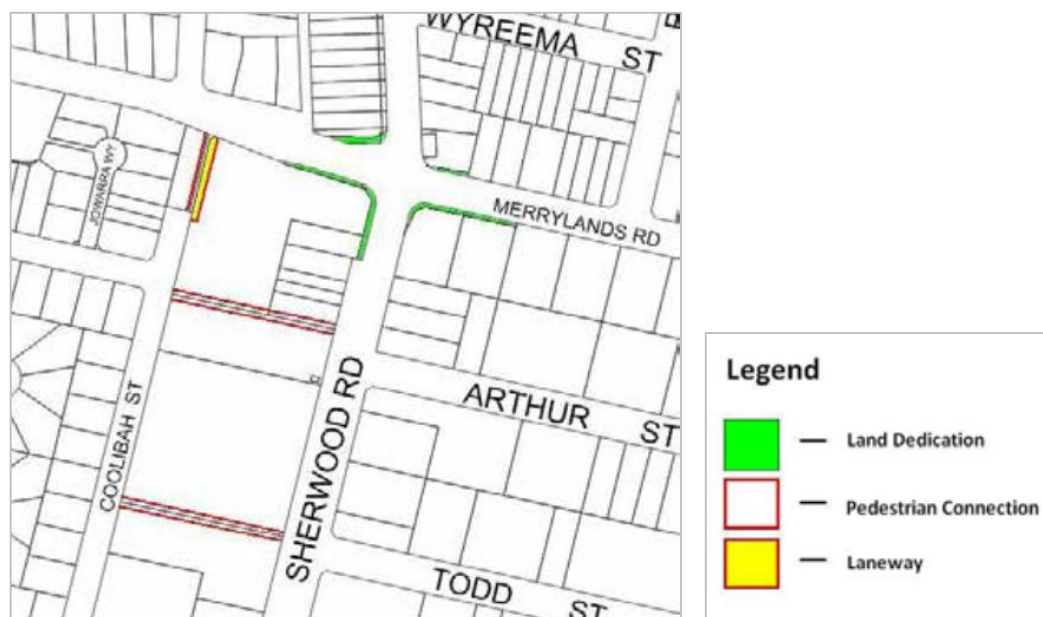 WYREEMA ST
JOWARRA WY
MERRYLANDS RD
SHERWOOD RD
ARTHUR ST
COOLIBAH ST
TODD ST
Legend
— Land Dedication
— Pedestrian Connection
— Laneway